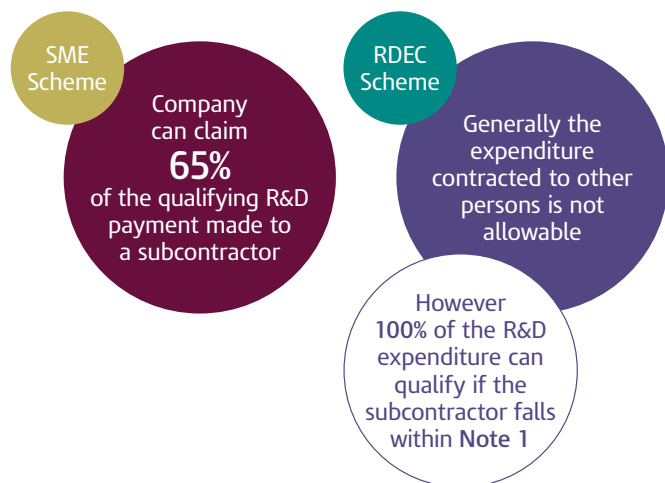 SME
Scheme
Company
can claim
65%
of the qualifying R&D
payment made to
a subcontractor
RDEC
Scheme
Generally the
expenditure
contracted to other
persons is not
allowable
However
100% of the R&D
expenditure can
qualify if the
subcontractor falls
within Note 1